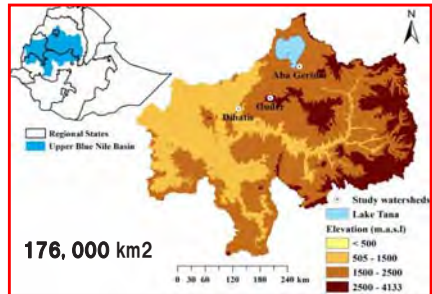 N
Aba Gerima
Guder
Dibatie
Regional States
Upper Blue Nile Basin
Study watersheds
Lake Tana
Elevation (m.a.s.l)
< 500
505 - 1500
1500 - 2500
2500 - 4133
176,000 km2
0 30 60 120 180 240
km